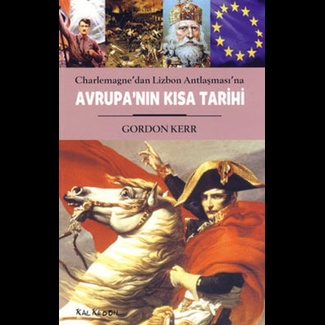 Charlemagne'dan Lizbon Antlaşması'na
AVRUPA'NIN KISA TARİHİ
GORDON KERR
KALKEDON